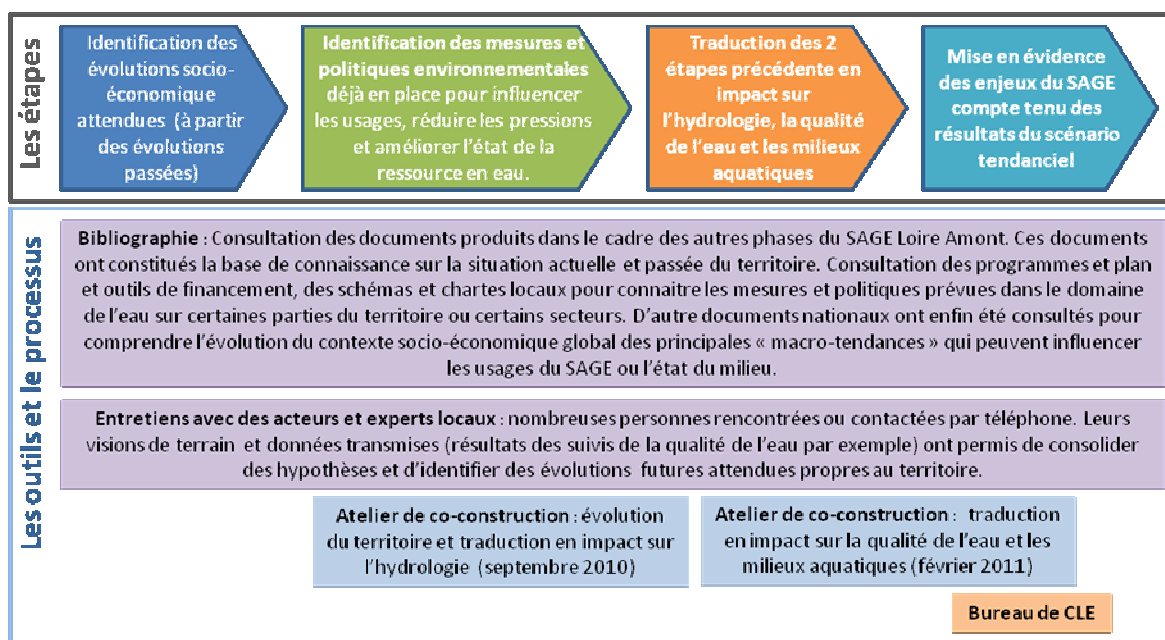 Les étapes
Identification des
évolutions socio-
économique
attendues (à partir
des évolutions
passées)
Identification des mesures et
politiques environnementales
déjà en place pour influencer
les usages, réduire les pressions
et améliorer l'état de la
ressource en eau.
Traduction des 2
étapes précédente en
impact sur
l'hydrologie, la qualité
de l'eau et les milieux
aquatiques
Mise en évidence
des enjeux du SAGE
compte tenu des
résultats du scénario
tendanciel
Les outils et le processus
Bibliographie : Consultation des documents produits dans le cadre des autres phases du SAGE Loire Amont. Ces documents
ont constitués la base de connaissance sur la situation actuelle et passée du territoire. Consultation des programmes et plan
et outils de financement, des schémas et chartes locaux pour connaitre les mesures et politiques prévues dans le domaine
de l'eau sur certaines parties du territoire ou certains secteurs. D'autre documents nationaux ont enfin été consultés pour
comprendre l'évolution du contexte socio-économique global des principales « macro-tendances » qui peuvent influencer
les usages du SAGE ou l'état du milieu.
Entretiens avec des acteurs et experts locaux : nombreuses personnes rencontrées ou contactées par téléphone. Leurs
visions de terrain et données transmises (résultats des suivis de la qualité de l'eau par exemple) ont permis de consolider
des hypothèses et d'identifier des évolutions futures attendues propres au territoire.
Atelier de co-construction : évolution
du territoire et traduction en impact sur
l'hydrologie (septembre 2010)
Atelier de co-construction : traduction
en impact sur la qualité de l'eau et les
milieux aquatiques (février 2011)
Bureau de CLE